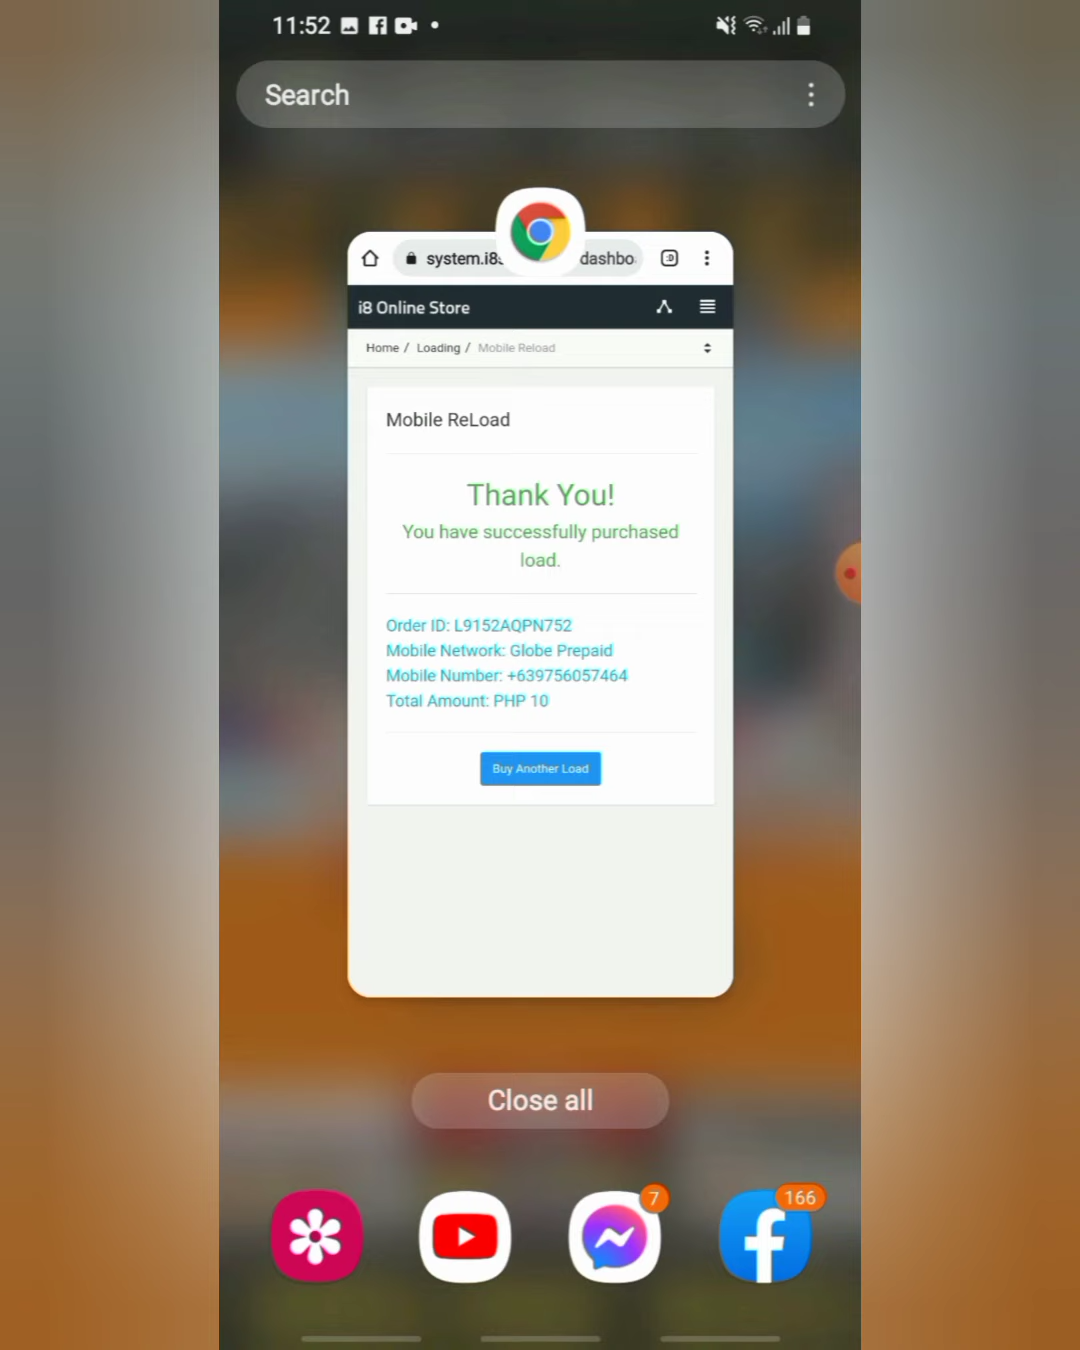 11:52
Search
system.i8
dashbo
:D
i8 Online Store
Home / Loading / Mobile Reload
Mobile ReLoad
Thank You!
You have successfully purchased
load.
Order ID: L9152AQPN752
Mobile Network: Globe Prepaid
Mobile Number: +639756057464
Total Amount: PHP 10
Buy Another Load
Close all
7
166